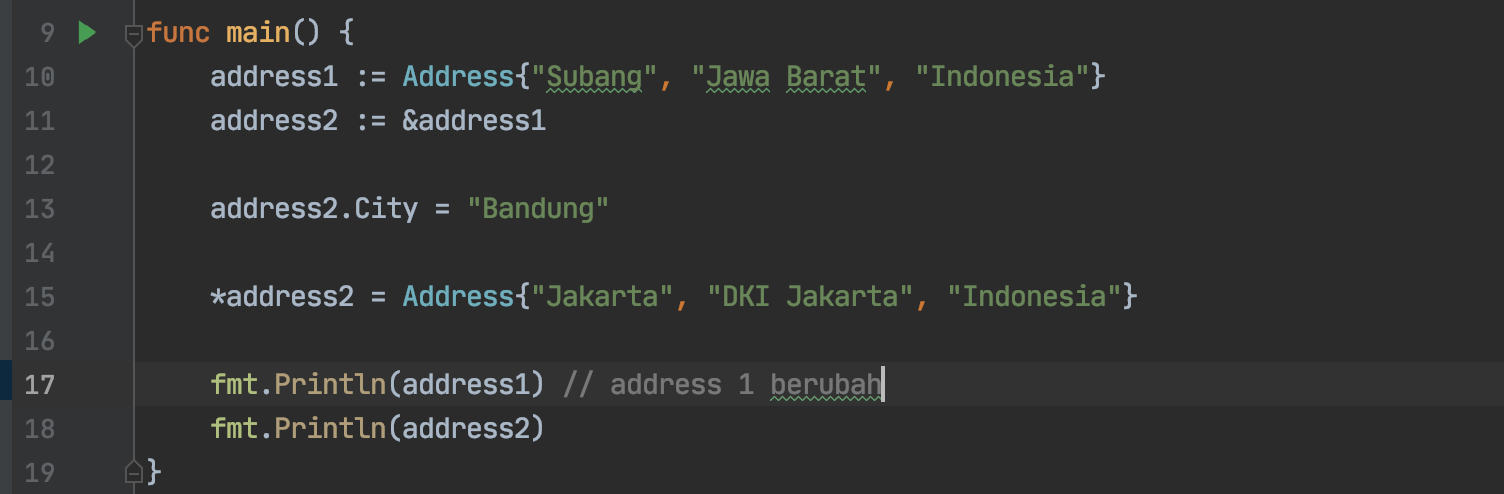 9 func main() {
10 address1 := Address{"Subang", "Jawa Barat", "Indonesia"}
11 address2 := &address1
12
13 address2.City = "Bandung"
14
15 *address2 = Address{"Jakarta", "DKI Jakarta", "Indonesia"}
16
17 fmt.Println(address1) // address 1 berubah
18 fmt.Println(address2)
19 }